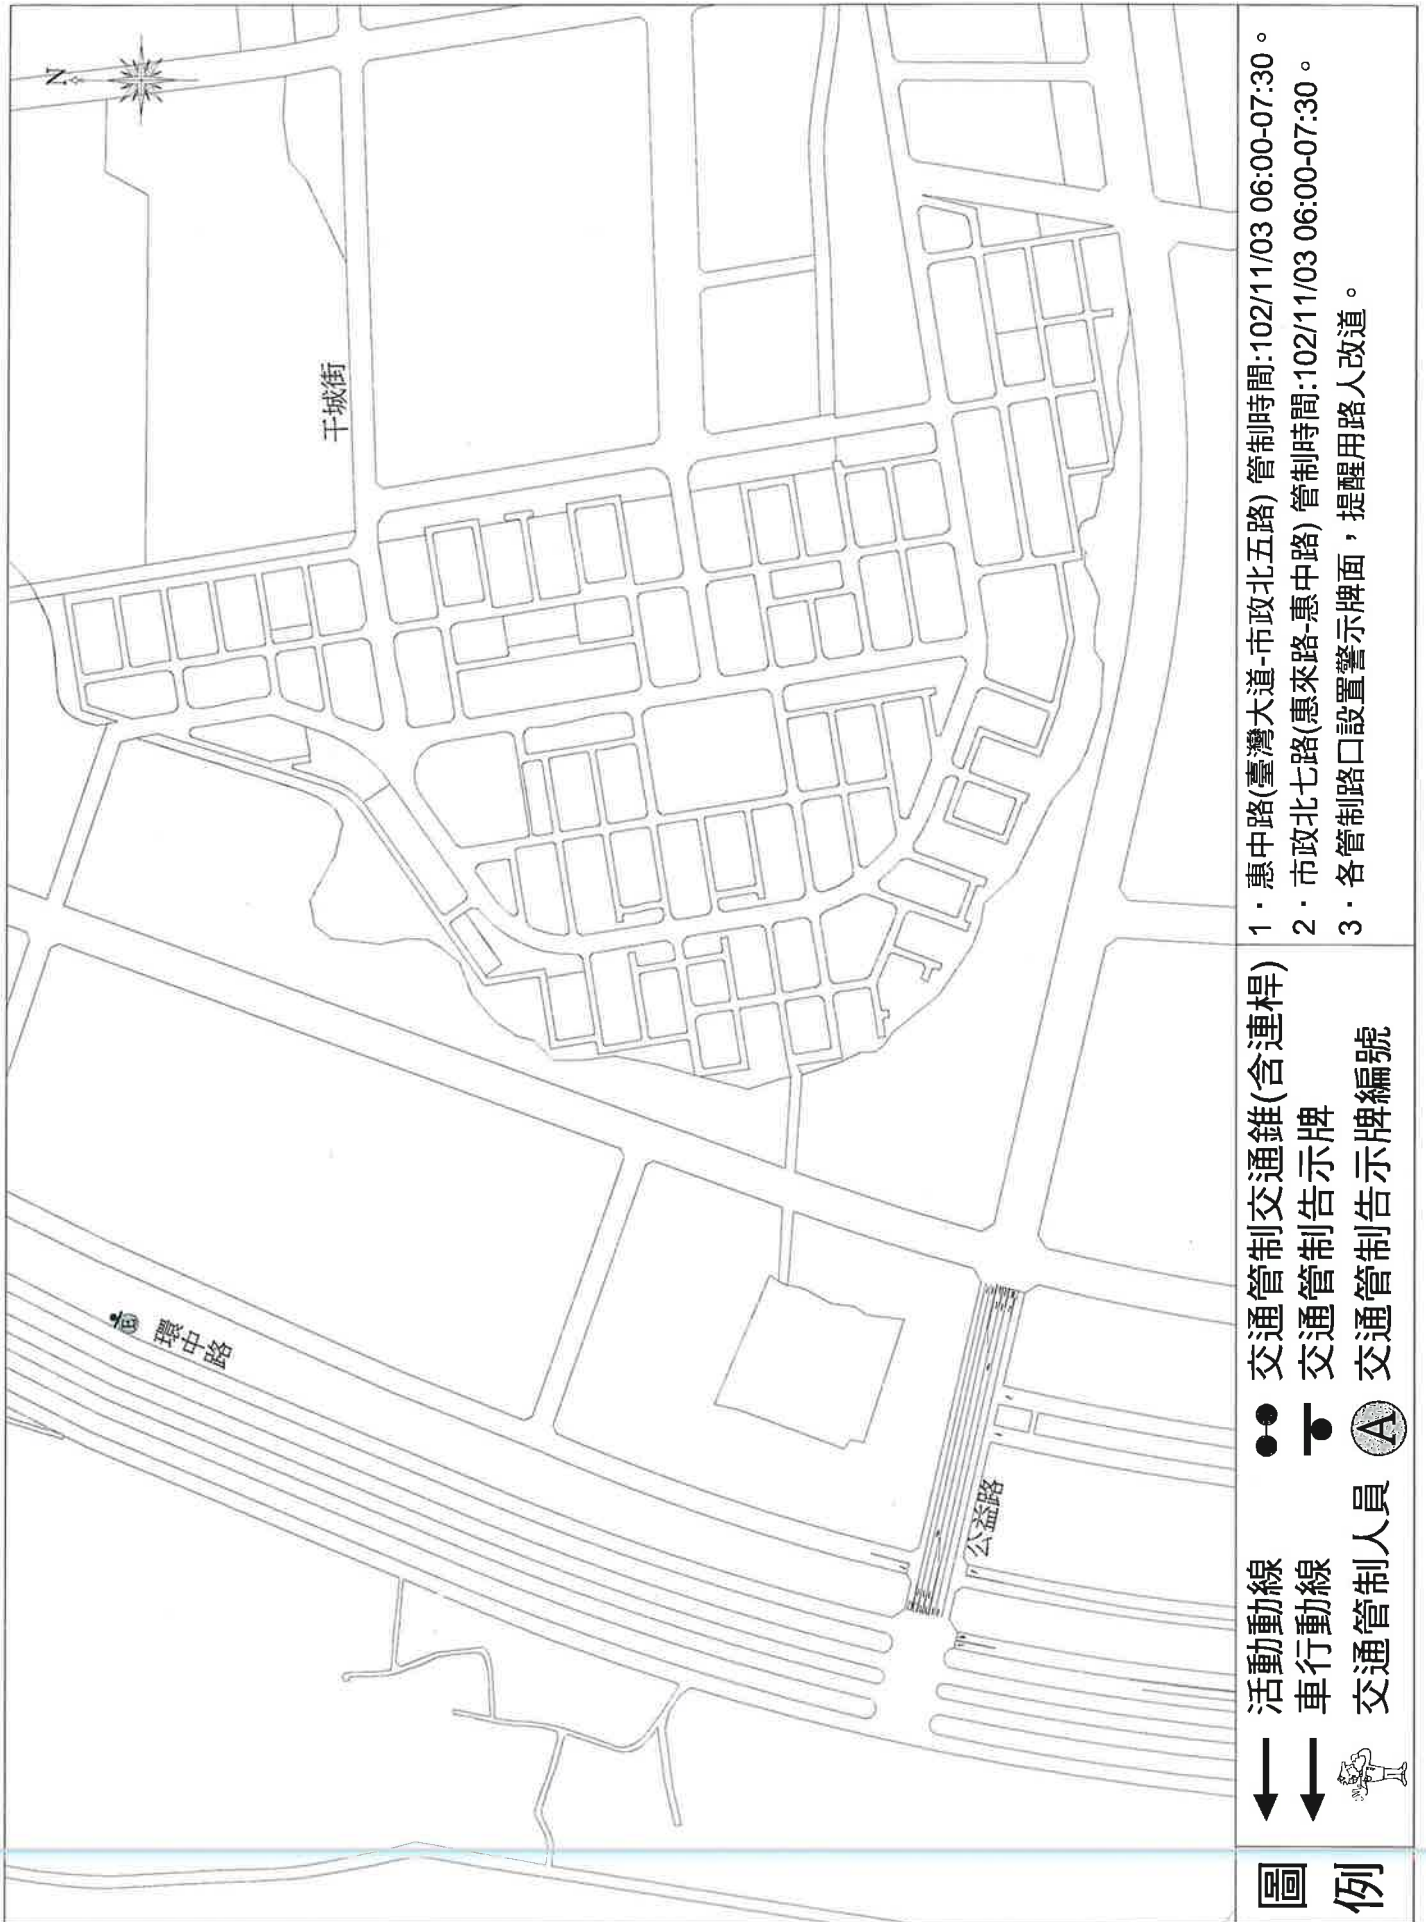 N
干城街
環中路
E
公益路
圖例
活動動線
車行動線
交通管制人員
交通管制交通錐(含連桿)
交通管制告示牌
A 交通管制告示牌編號
1．惠中路(臺灣大道-市政北五路) 管制時間:102/11/03 06:00-07:30。
2．市政北七路(惠來路-惠中路) 管制時間:102/11/03 06:00-07:30。
3．各管制路口設置警示牌面，提醒用路人改道。